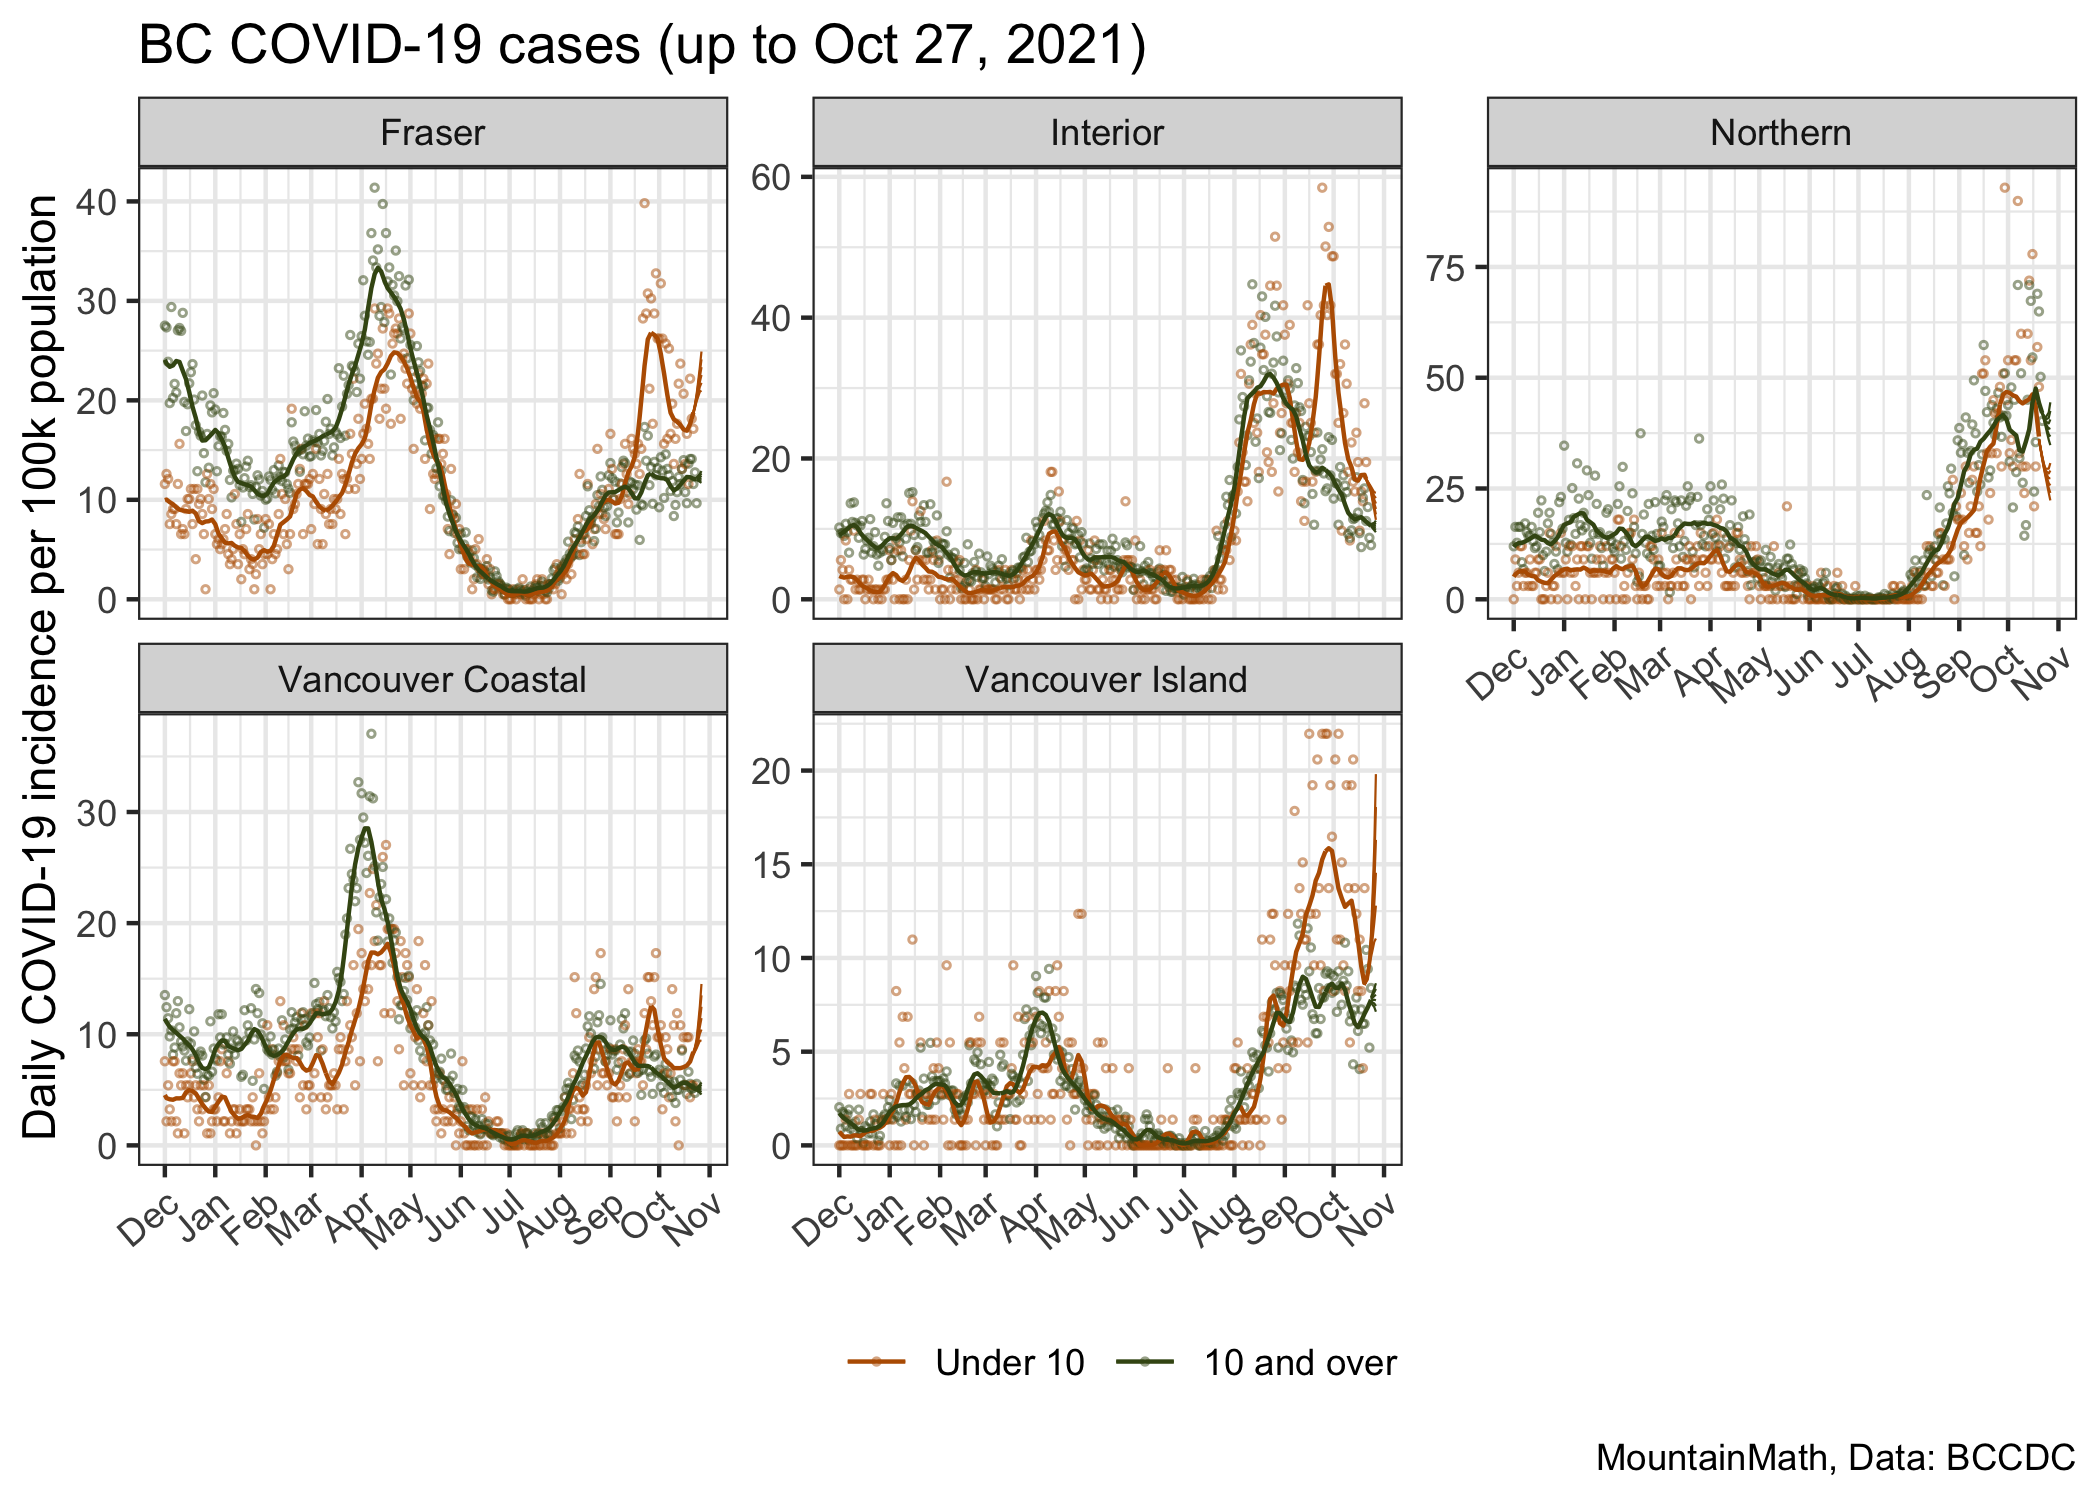 BC COVID-19 cases (up to Oct 27, 2021)
Daily COVID-19 incidence per 100k population
Fraser
40
30
20
10
0
Interior
60
40
20
0
Northern
75
50
25
0
Dec Jan Feb Mar Apr May Jun Jul Aug Sep Oct Nov
Vancouver Coastal
30
20
10
0
Dec Jan Feb Mar Apr May Jun Jul Aug Sep Oct Nov
Vancouver Island
20
15
10
5
0
Dec Jan Feb Mar Apr May Jun Jul Aug Sep Oct Nov
Under 10 10 and over
MountainMath, Data: BCCDC